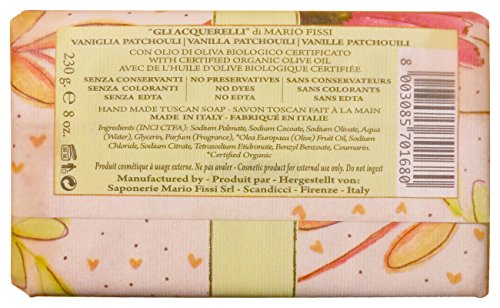 "GLI ACQUERELLI" di MARIO FISSI
VANIGLIA PATCHOULI | VANILLA PATCHOULI | VANILLE PATCHOUILI
CON OLIO DI OLIVA BIOLOGICO CERTIFICATO
WITH CERTIFIED ORGANIC OLIVE OIL
AVEC DE L'HUILE D'OLIVE BIOLOGIQUE CERTIFIÉE
SENZA CONSERVANTI | NO PRESERVATIVES | SANS CONSERVATEURS
SENZA COLORANTI | NO DYES | SANS COLORANTS
SENZA EDTA | NO EDTA | SANS EDTA
HAND MADE TUSCAN SOAP - SAVON TOSCAN FAIT À LA MAIN
MADE IN ITALY - FABRIQUÉ EN ITALIE
Ingredients (INCI CTFA): Sodium Palmate, Sodium Cocoate, Sodium Olivate, Aqua
(Water), Glycerin, Parfum (Fragrance), *Olea Europaea (Olive) Fruit Oil, Sodium
Chloride, Sodium Citrate, Tetrasodium Etidronate, Benzyl Benzoate, Coumarin.
*Certified Organic
Produit cosmétique à usage externe. Ne pas avaler - Cosmetic product for external use only. Do not ingest.
Manufactured by - Produit par - Hergestellt von:
Saponerie Mario Fissi Srl - Scandicci - Firenze - Italy
230 g e 8 oz.
8 003085 701680